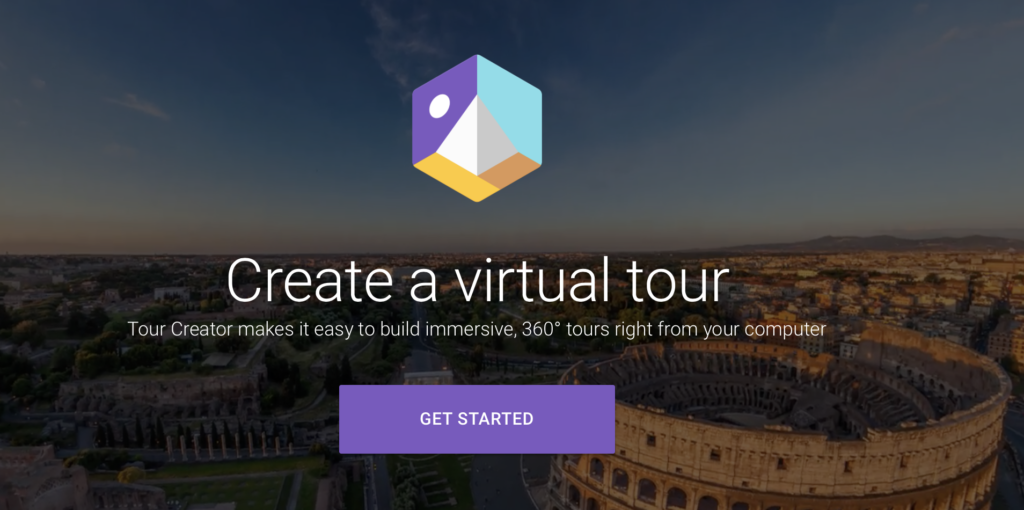 Create a virtual tour
Tour Creator makes it easy to build immersive, 360° tours right from your computer
GET STARTED